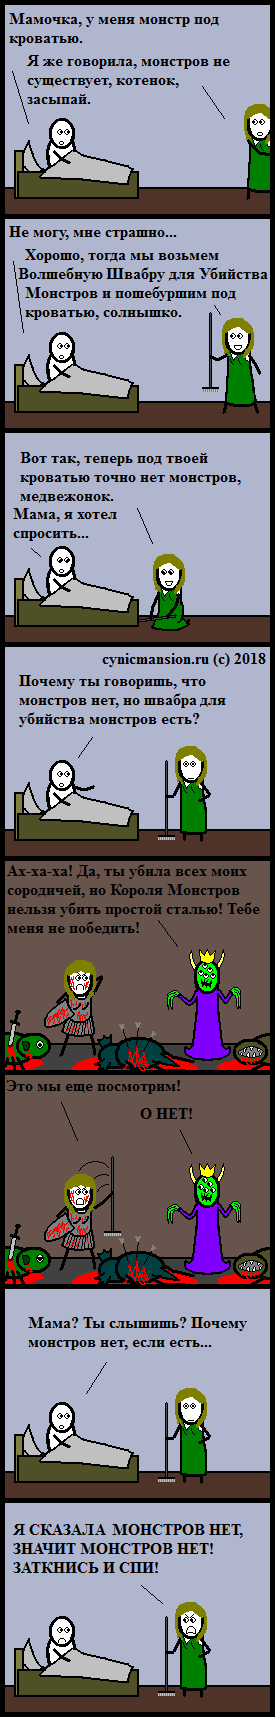 Мамочка, у меня монстр под
кроватью.
Я же говорила, монстров не
существует, котенок,
засыпай.
Не могу, мне страшно...
Хорошо, тогда мы возьмем
Волшебную Швабру для Убийства
Монстров и пошебуршим под
кроватью, солнышко.
Вот так, теперь под твоей
кроватью точно нет монстров,
медвежонок.
Мама, я хотел
спросить...
cynicmansion.ru (c) 2018
Почему ты говоришь, что
монстров нет, но швабра для
убийства монстров есть?
Ах-ха-ха! Да, ты убила всех моих
сородичей, но Короля Монстров
нельзя убить простой сталью! Тебе
меня не победить!
Это мы еще посмотрим!
О НЕТ!
Мама? Ты слышишь? Почему
монстров нет, если есть...
Я СКАЗАЛА МОНСТРОВ НЕТ,
ЗНАЧИТ МОНСТРОВ НЕТ!
ЗАТКНИСЬ И СПИ!